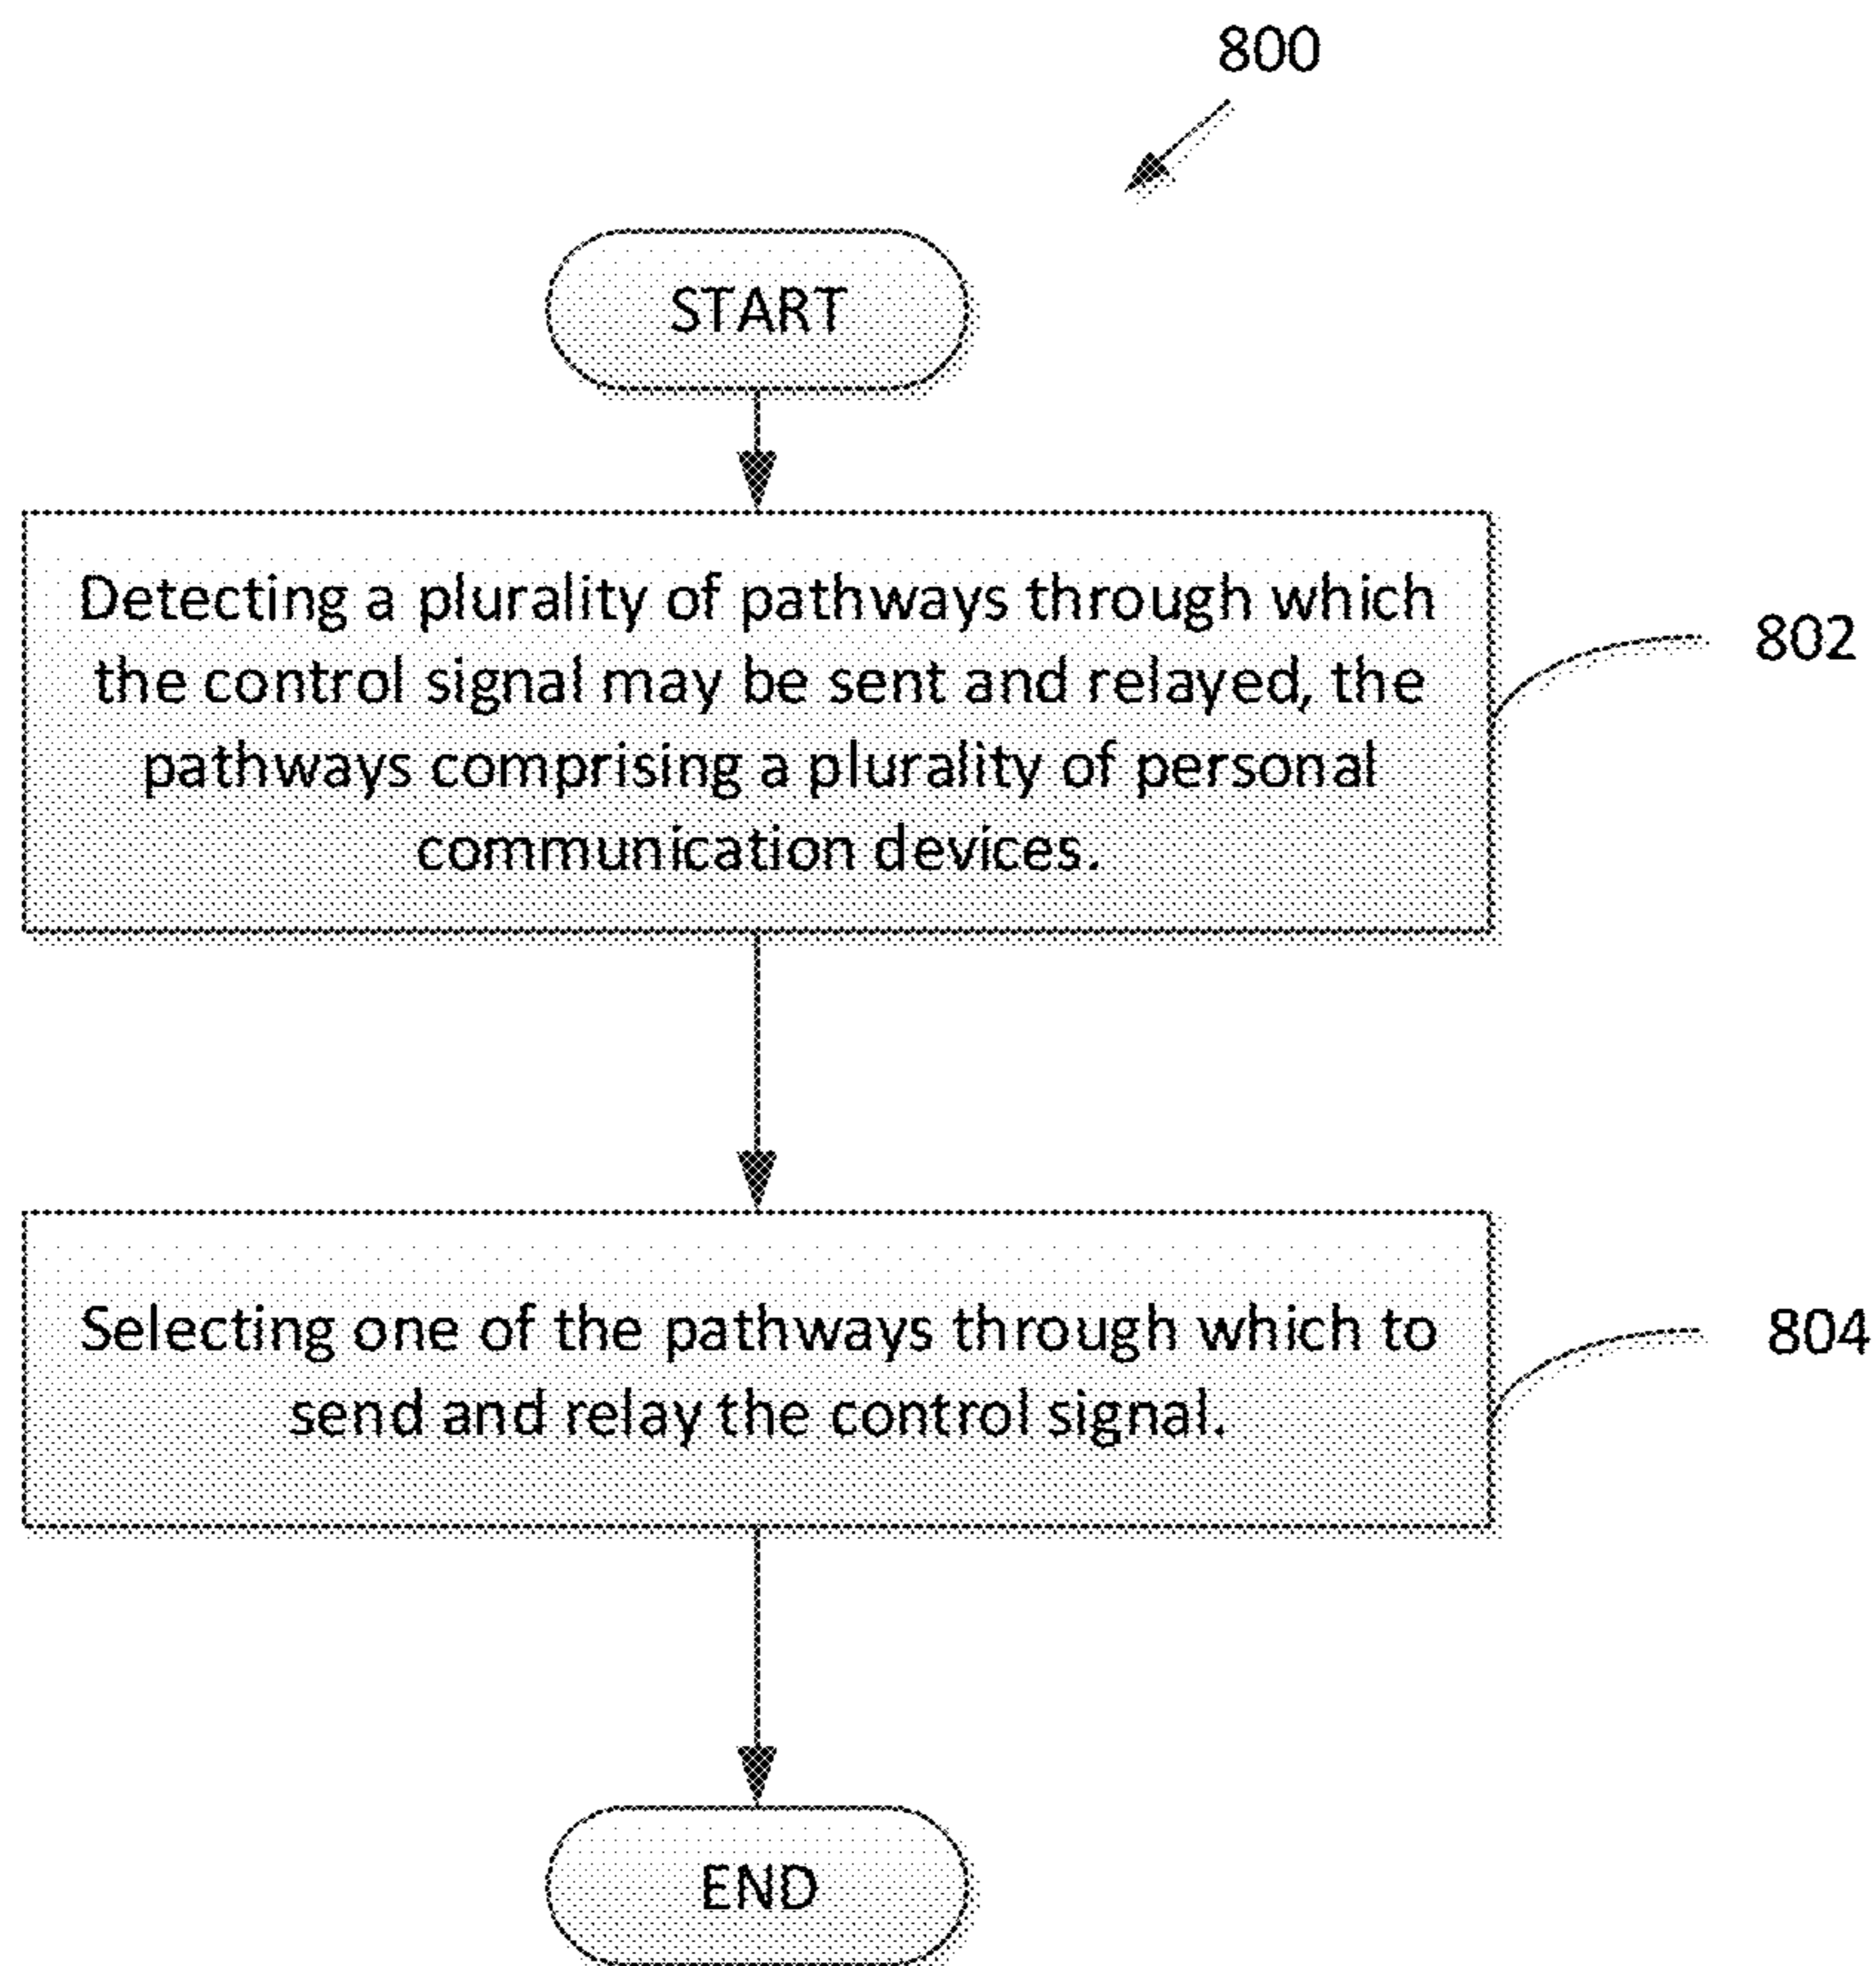 800
START
Detecting a plurality of pathways through which
the control signal may be sent and relayed, the
pathways comprising a plurality of personal
communication devices.
802
Selecting one of the pathways through which to
send and relay the control signal.
804
END